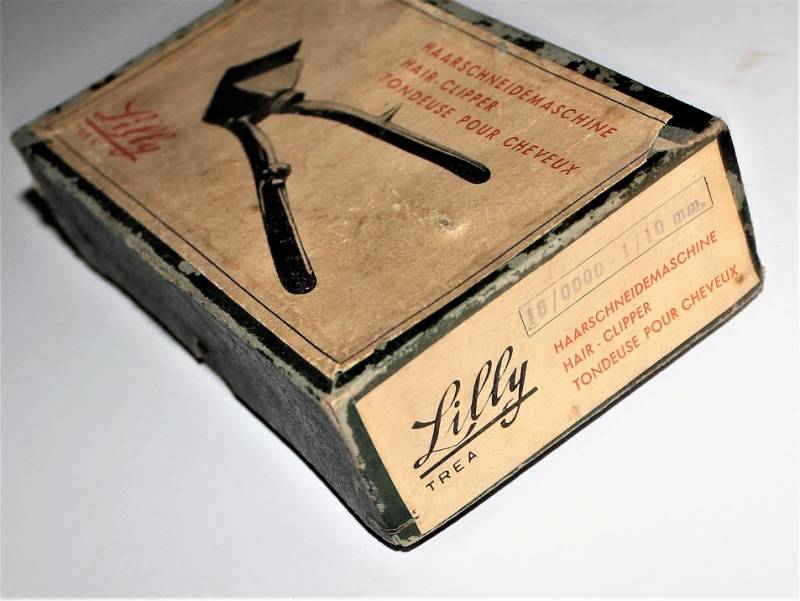 HAARSCHNEIDEMASCHINE
HAIR-CLIPPER
TONDEUSE POUR CHEVEUX
Lilly
TREA
18/0000 - 1/10 mm.
HAARSCHNEIDEMASCHINE
HAIR - CLIPPER
TONDEUSE POUR CHEVEUX
Lilly
TREA